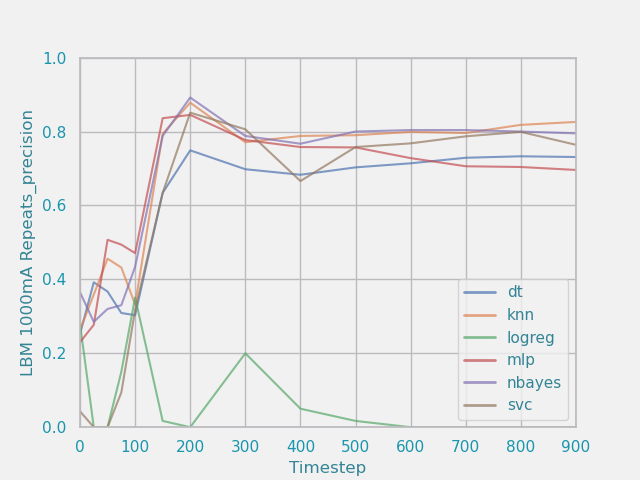 1.0
0.8
0.6
0.4
0.2
0.0
LBM 1000mA Repeats_precision
dt
knn
logreg
mlp
nbayes
svc
0 100 200 300 400 500 600 700 800 900
Timestep